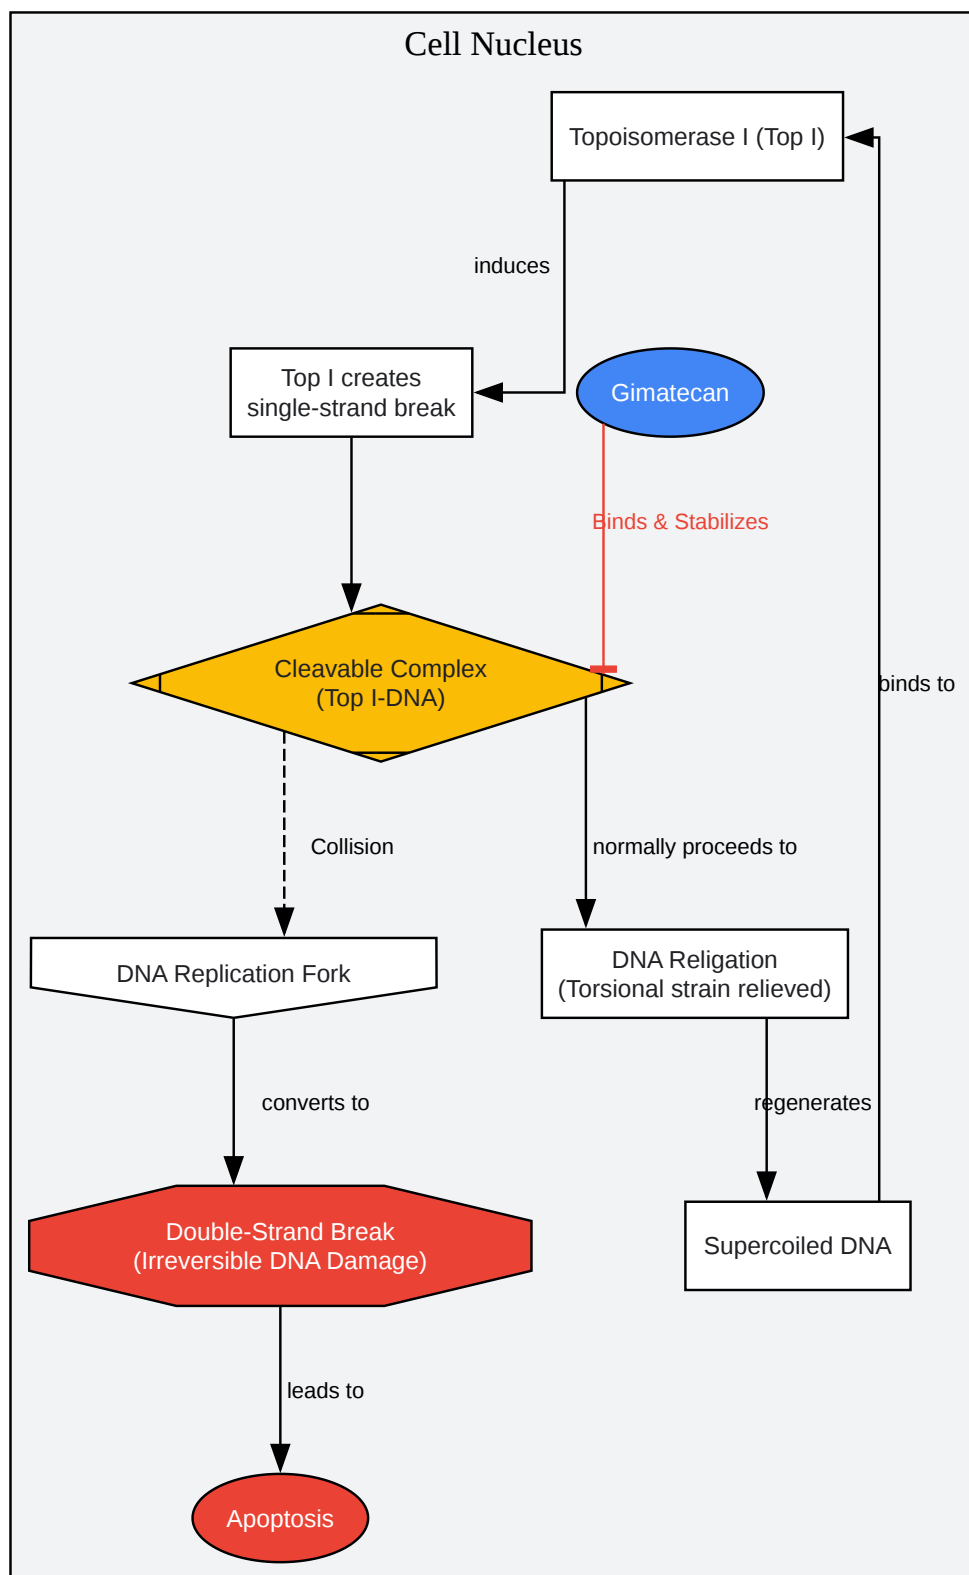 Cell Nucleus
Topoisomerase I (Top I)
induces
Top I creates
single-strand break
Gimatecan
Binds & Stabilizes
Cleavable Complex
(Top I-DNA)
binds to
Collision
normally proceeds to
DNA Replication Fork
DNA Religation
(Torsional strain relieved)
converts to
regenerates
Double-Strand Break
(Irreversible DNA Damage)
Supercoiled DNA
leads to
Apoptosis